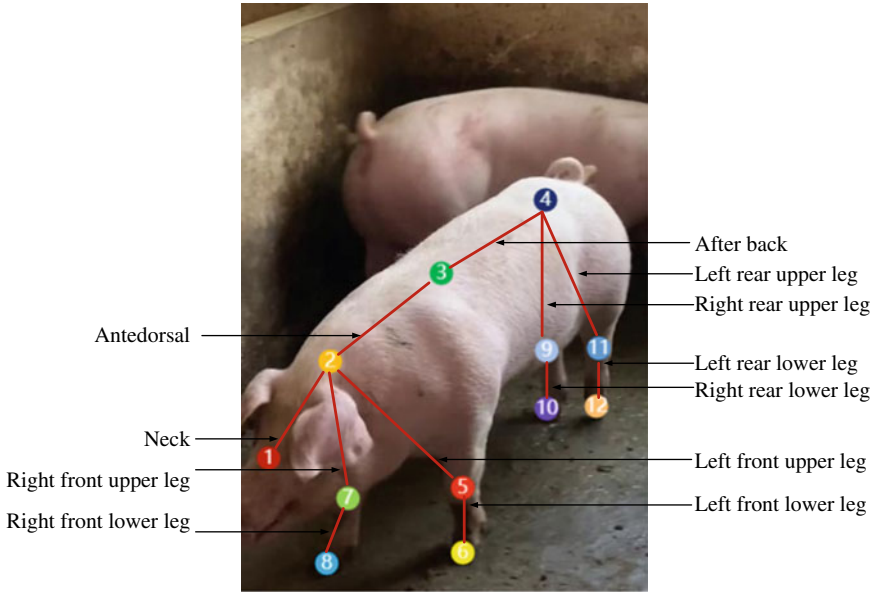 4
After back
3
Left rear upper leg
Right rear upper leg
Antedorsal
2
9
11
Left rear lower leg
Right rear lower leg
10
12
Neck
1
Right front upper leg
7
5
Left front upper leg
Left front lower leg
Right front lower leg
8
6